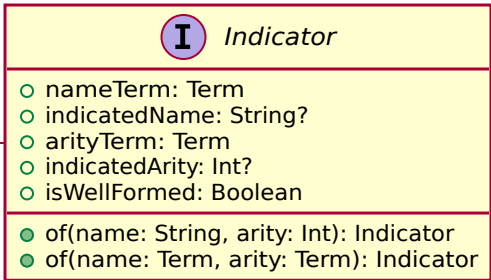 I Indicator
nameTerm: Term
indicatedName: String?
arityTerm: Term
indicatedArity: Int?
isWellFormed: Boolean
of(name: String, arity: Int): Indicator
of(name: Term, arity: Term): Indicator